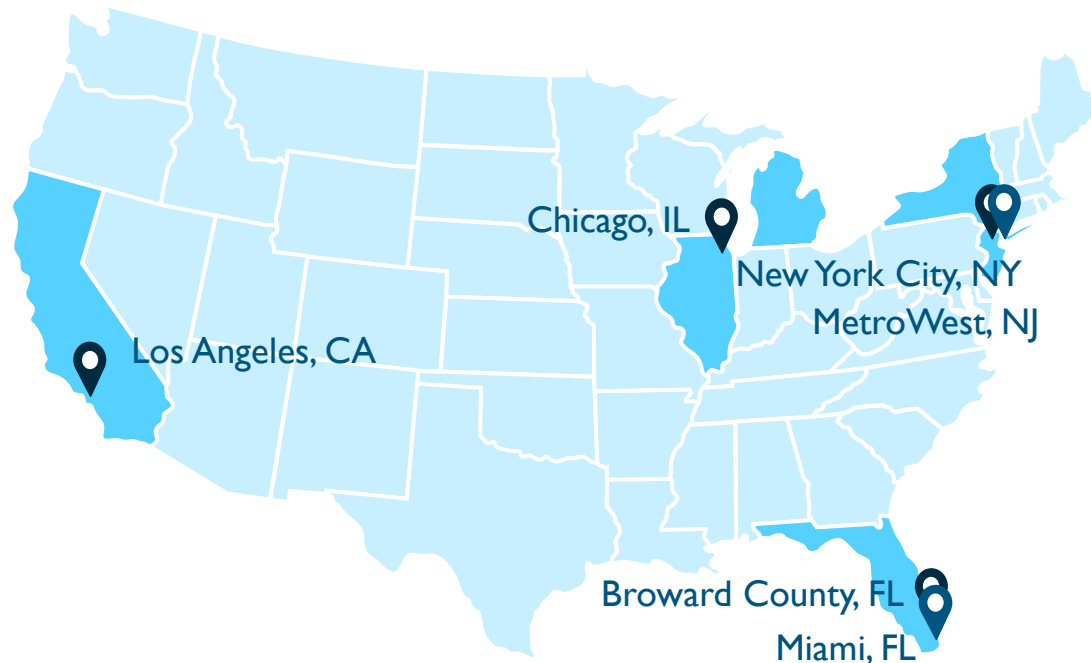 Chicago, IL
New York City, NY
MetroWest, NJ
Los Angeles, CA
Broward County, FL
Miami, FL